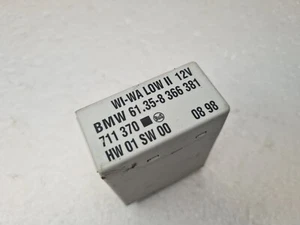 WI-WA LOW II 12V
BMW 61.35-8 366 381
711 370
HW 01 SW 00 08 98